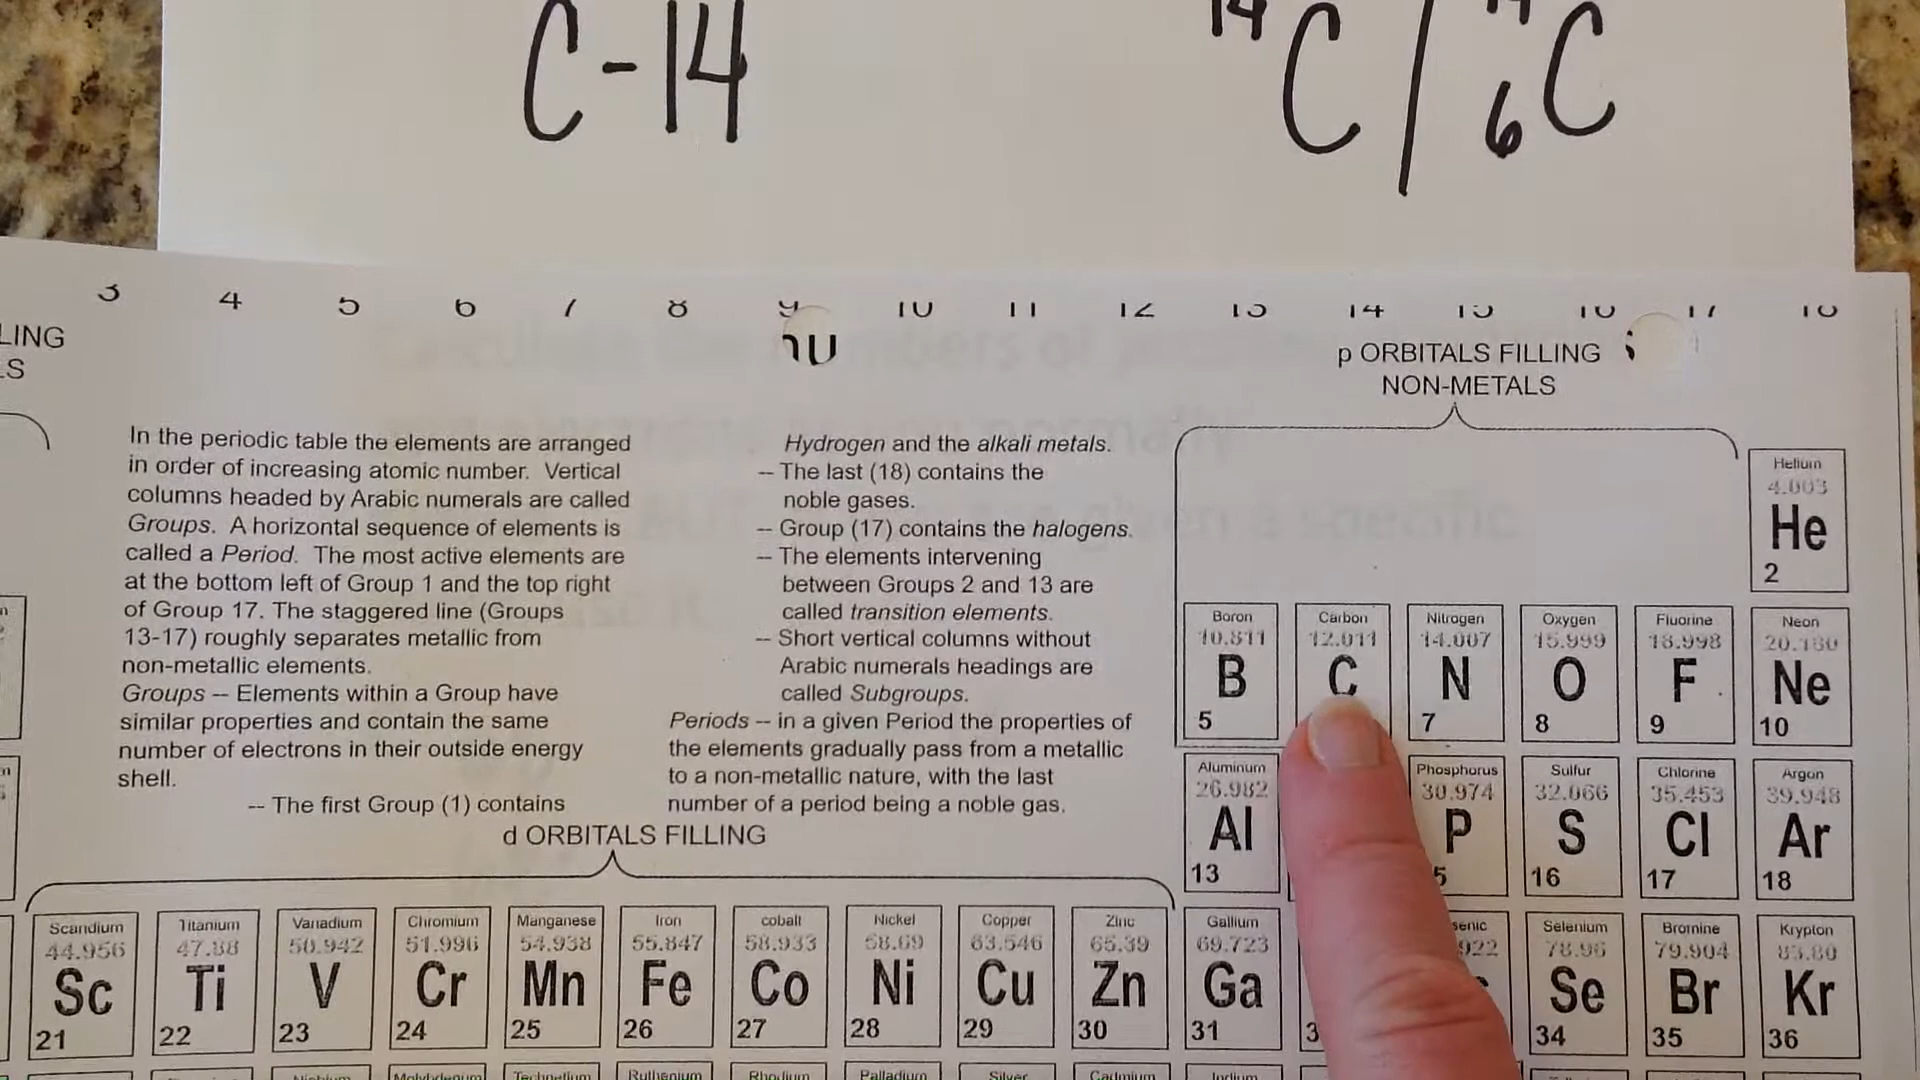 C-14
14C / 6C
3 4 5 6 7 8 9 10 11 12 13 14 15 16 17 18
LING
LS
p ORBITALS FILLING
NON-METALS
In the periodic table the elements are arranged
in order of increasing atomic number. Vertical
columns headed by Arabic numerals are called
Groups. A horizontal sequence of elements is
called a Period. The most active elements are
at the bottom left of Group 1 and the top right
of Group 17. The staggered line (Groups
13-17) roughly separates metallic from
non-metallic elements.
Groups -- Elements within a Group have
similar properties and contain the same
number of electrons in their outside energy
shell.
-- The first Group (1) contains
Hydrogen and the alkali metals.
-- The last (18) contains the
noble gases.
-- Group (17) contains the halogens.
-- The elements intervening
between Groups 2 and 13 are
called transition elements.
-- Short vertical columns without
Arabic numerals headings are
called Subgroups.
Periods -- in a given Period the properties of
the elements gradually pass from a metallic
to a non-metallic nature, with the last
number of a period being a noble gas.
d ORBITALS FILLING
Helium
4.003
He
2
Boron Carbon Nitrogen Oxygen Fluorine Neon
10.811 12.011 14.007 15.999 18.998 20.180
B C N O F Ne
5 7 8 9 10
Aluminum Phosphorus Sulfur Chlorine Argon
26.982 30.974 32.066 35.453 39.948
Al P S Cl Ar
13 5 16 17 18
Scandium Titanium Vanadium Chromium Manganese Iron cobalt Nickel Copper Zinc Gallium senic Selenium Bromine Krypton
44.956 47.88 50.942 51.996 54.938 55.847 58.933 58.69 63.546 65.39 69.723 922 78.96 79.904 83.80
Sc Ti V Cr Mn Fe Co Ni Cu Zn Ga Se Br Kr
21 22 23 24 25 26 27 28 29 30 31 3 34 35 36
Niobium Molybdenum Technetium Ruthenium Rhodium Palladium Silver Cadmium Indium